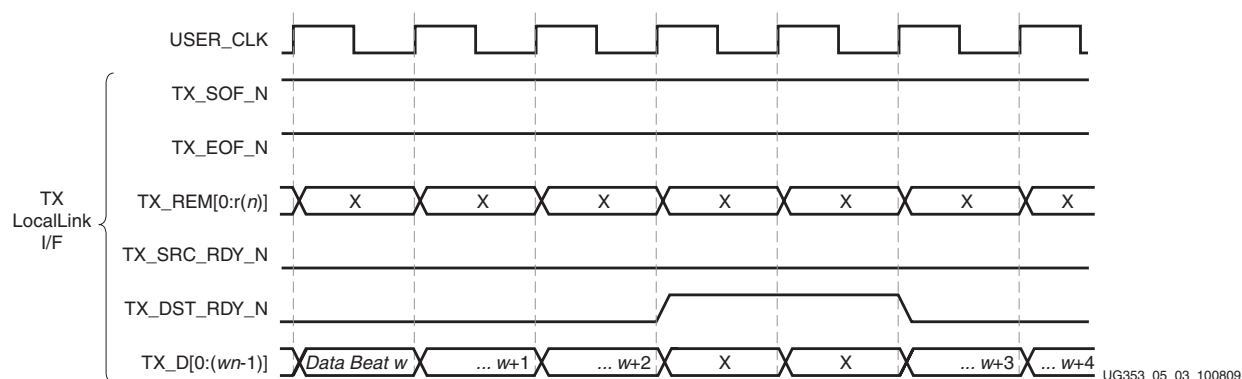 USER_CLK
TX_SOF_N
TX_EOF_N
TX
LocalLink
I/F
TX_REM[0:r(n)] X X X X X X X
TX_SRC_RDY_N
TX_DST_RDY_N
TX_D[0:(wn-1)] Data Beat w ... w+1 ... w+2 X X ... w+3 ... w+4
UG353_05_03_100809